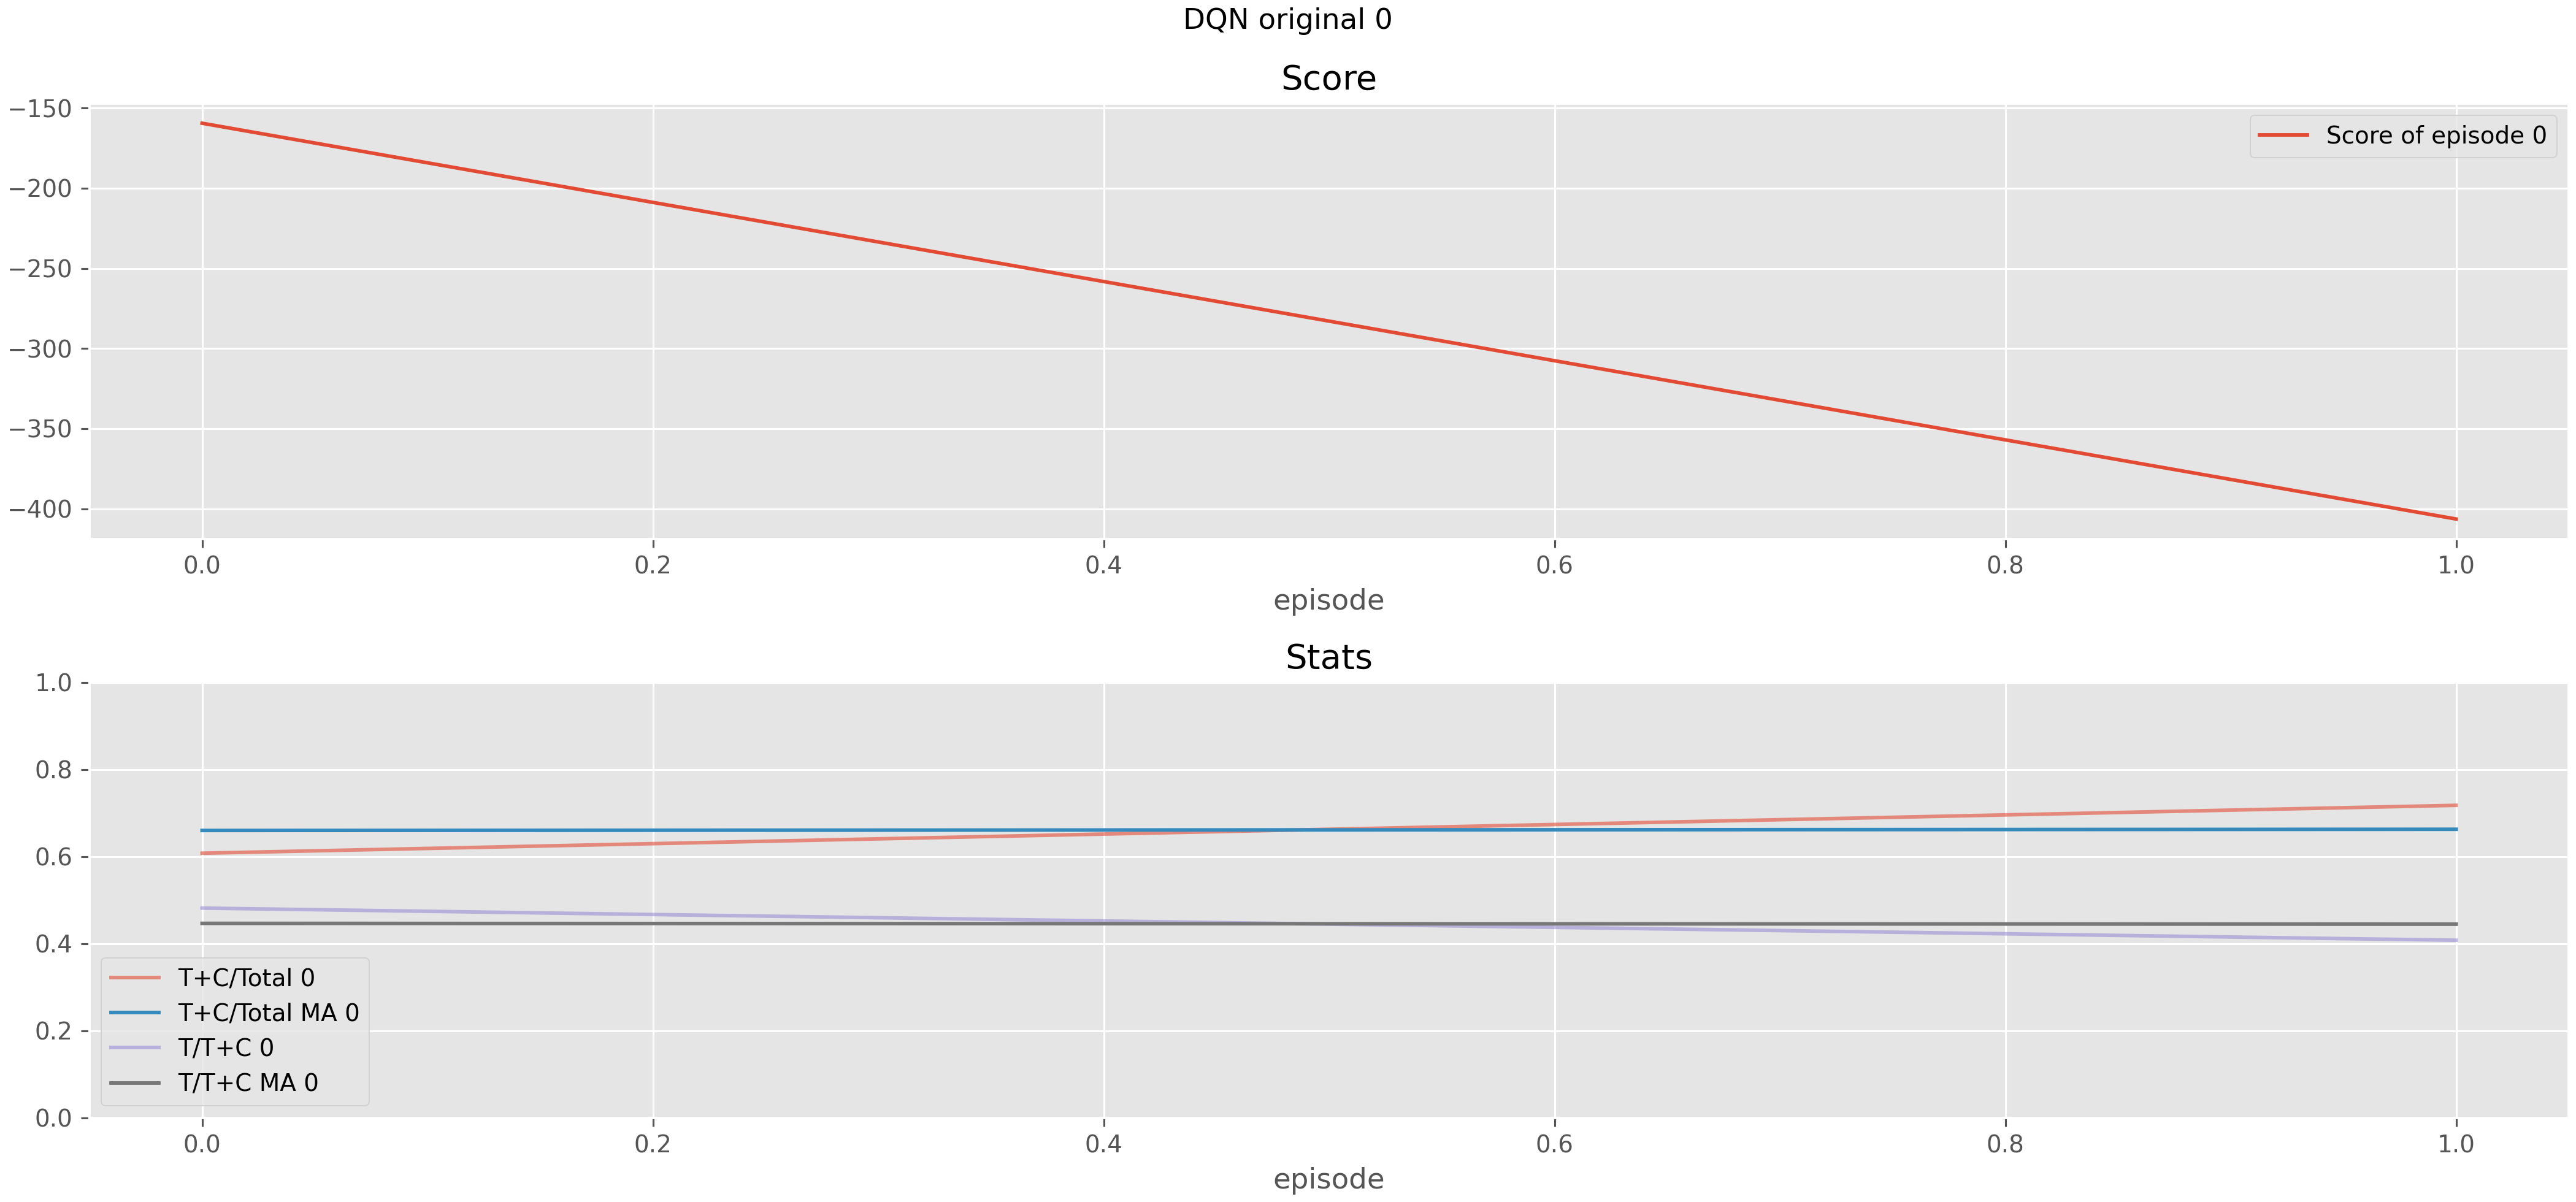 DQN original 0
Score
−150
−200
−250
−300
−350
−400
Score of episode 0
0.0 0.2 0.4 0.6 0.8 1.0
episode
Stats
1.0
0.8
0.6
0.4
0.2
0.0
T+C/Total 0
T+C/Total MA 0
T/T+C 0
T/T+C MA 0
0.0 0.2 0.4 0.6 0.8 1.0
episode